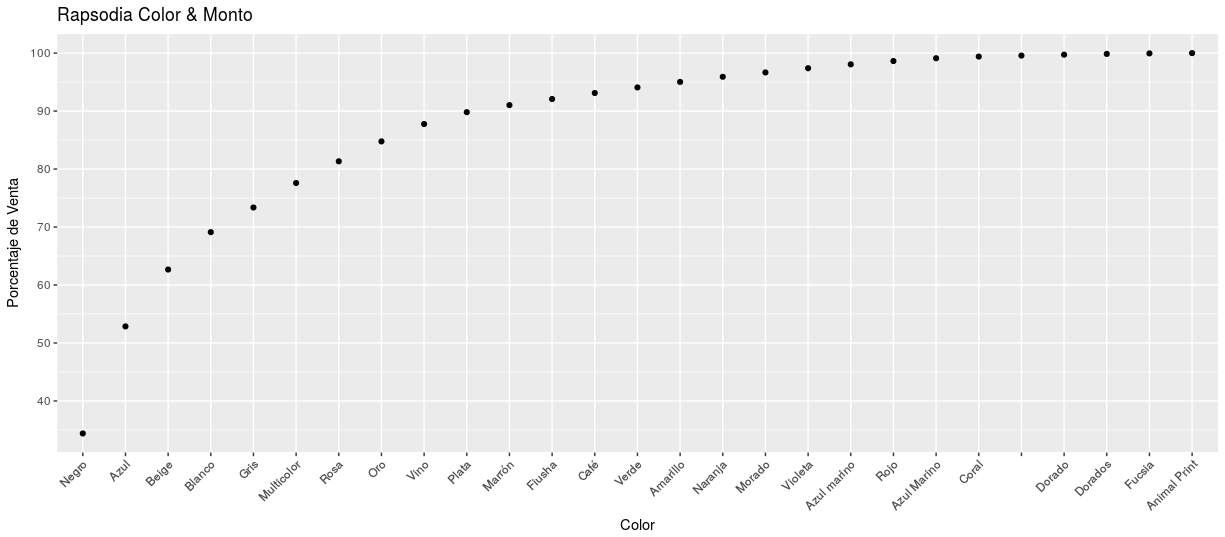 Rapsodia Color & Monto
Porcentaje de Venta
100
90
80
70
60
50
40
Negro
Azul
Beige
Blanco
Gris
Multicolor
Rosa
Oro
Vino
Plata
Marrón
Fiusha
Café
Verde
Amarillo
Naranja
Morado
Violeta
Azul marino
Rojo
Azul Marino
Coral
Dorado
Dorados
Fucsia
Animal Print
Color